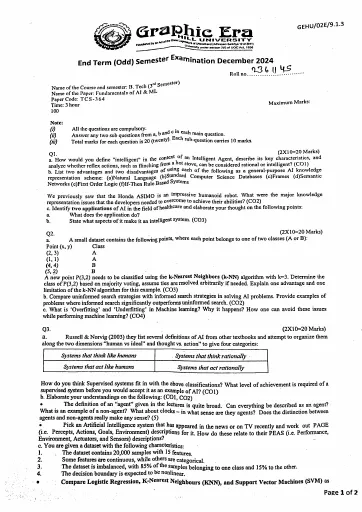 GEHU/02E/9.1.3
Graphic Era
HILL UNIVERSITY
End Term (Odd) Semester Examination December 2024
Roll no. 2361145
Name of the Course and semester: B. Tech (3rd Semester)
Name of the Paper: Fundamentals of AI & ML
Paper Code: TCS-364
Time: 3 hour
Maximum Marks:
100
Note:
(i) All the questions are compulsory.
(ii) Answer any two sub questions from a, b and c in each main question.
(iii) Total marks for each question is 20 (twenty). Each sub question carries 10 marks
Q1. (2X10=20 Marks)
a. How would you define "intelligent" in the context of an Intelligent Agent, describe its key characteristics, and
analyze whether reflex actions, such as flinching from a hot stove, can be considered rational or intelligent? (CO1)
b. List two advantages and two disadvantages of using each of the following as a general-purpose AI knowledge
representation scheme: (i)Natural Language (b)Standard Computer Science Databases (c)Frames (d)Semantic
Networks (e)First Order Logic (f)If-Then Rule Based Systems
We previously saw that the Honda ASIMO is an impressive humanoid robot. What were the major knowledge
representation issues that the developers needed to overcome to achieve their abilities? (CO2)
c. Identify two applications of AI in the field of healthcare and elaborate your thought on the following points:
a. What does the application do?
b. State what aspects of it make it an intelligent system. (CO3)
Q2. (2X10=20 Marks)
a. A small dataset contains the following points, where each point belongs to one of two classes (A or B):
Point (x, y) Class
(2, 3) A
(1, 1) A
(4, 4) B
(5, 2) B
A new point P(3,2) needs to be classified using the k-Nearest Neighbors (k-NN) algorithm with k=3. Determine the
class of P(3,2) based on majority voting, assume ties are resolved arbitrarily if needed. Explain one advantage and one
limitation of the k-NN algorithm for this example. (CO3)
b. Compare uninformed search strategies with informed search strategies in solving AI problems. Provide examples of
problems where informed search significantly outperforms uninformed search. (CO2)
c. What is 'Overfitting' and 'Underfitting' in Machine learning? Why it happens? How one can avoid these issues
while performing machine learning? (CO4)
Q3. (2X10=20 Marks)
a. Russell & Norvig (2003) they list several definitions of AI from other textbooks and attempt to organize them
along the two dimensions "human vs ideal" and thought vs. action" to give four categories:
Systems that think like humans Systems that think rationally
Systems that act like humans Systems that act rationally
How do you think Supervised systems fit in with the above classifications? What level of achievement is required of a
supervised system before you would accept it as an example of AI? (CO1)
b. Elaborate your understanding on the following: (CO1, CO2)
• The definition of an "agent" given in the lectures is quite broad. Can everything be described as an agent?
What is an example of a non-agent? What about clocks – in what sense are they agents? Does the distinction between
agents and non-agents really make any sense? (5)
• Pick an Artificial Intelligence system that has appeared in the news or on TV recently and work out PAGE
(i.e. Percepts, Actions, Goals, Environment) descriptions for it. How do these relate to their PEAS (i.e. Performance,
Environment, Actuators, and Sensors) descriptions?
c. You are given a dataset with the following characteristics:
1. The dataset contains 20,000 samples with 15 features.
2. Some features are continuous, while others are categorical.
3. The dataset is imbalanced, with 85% of the samples belonging to one class and 15% to the other.
4. The decision boundary is expected to be nonlinear.
• Compare Logistic Regression, K-Nearest Neighbours (KNN), and Support Vector Machines (SVM) as
Page 1 of 2